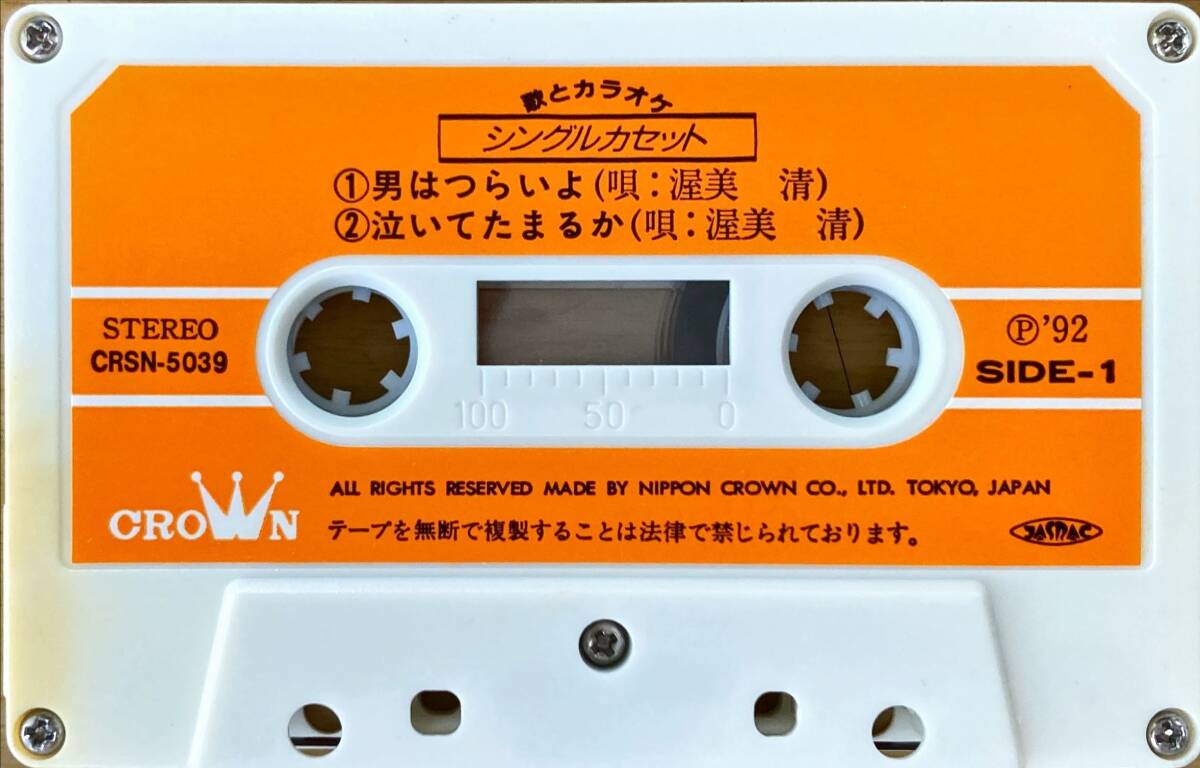 歌とカラオケ
シングルカセット
①男はつらいよ(唄:渥美　清)
②泣いてたまるか(唄:渥美　清)
STEREO
CRSN-5039
Ⓟ'92
SIDE-1
100 50 0
CROWN
ALL RIGHTS RESERVED MADE BY NIPPON CROWN CO., LTD. TOKYO, JAPAN
テープを無断で複製することは法律で禁じられております。
JASRAC